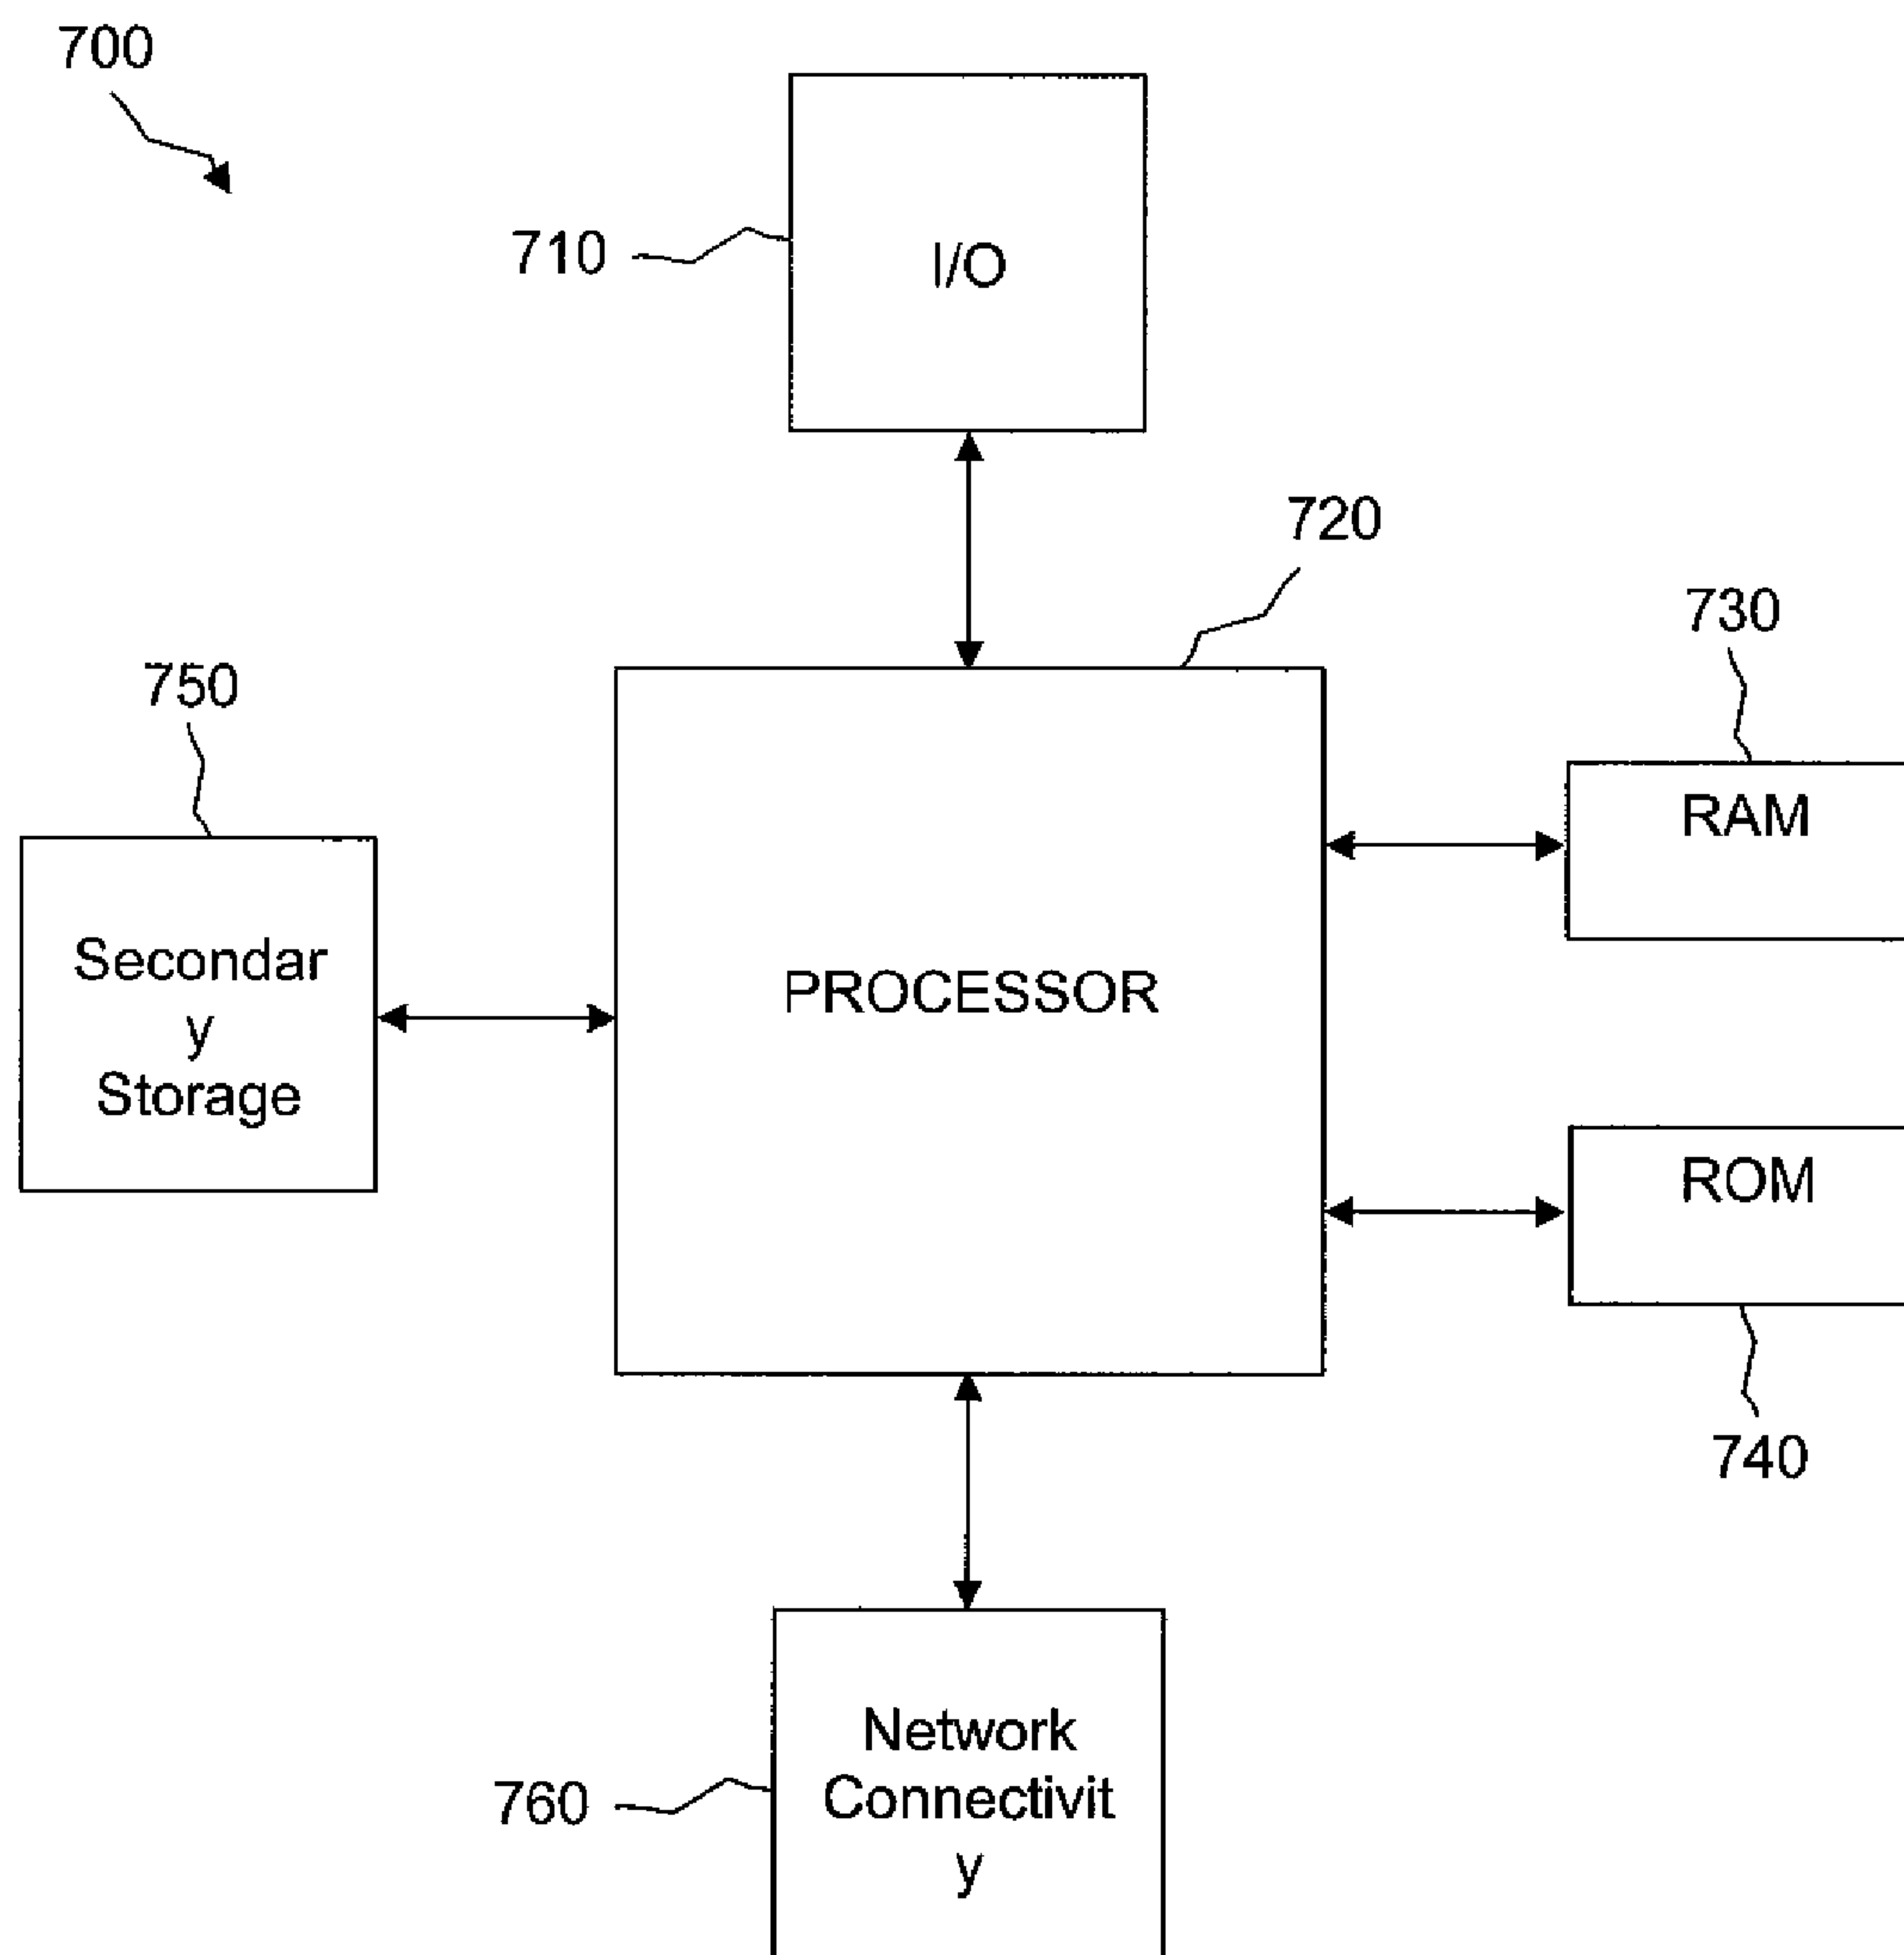 700
710
I/O
720
730
750
RAM
Secondar
y
Storage
PROCESSOR
ROM
740
Network
760
Connectivit
y